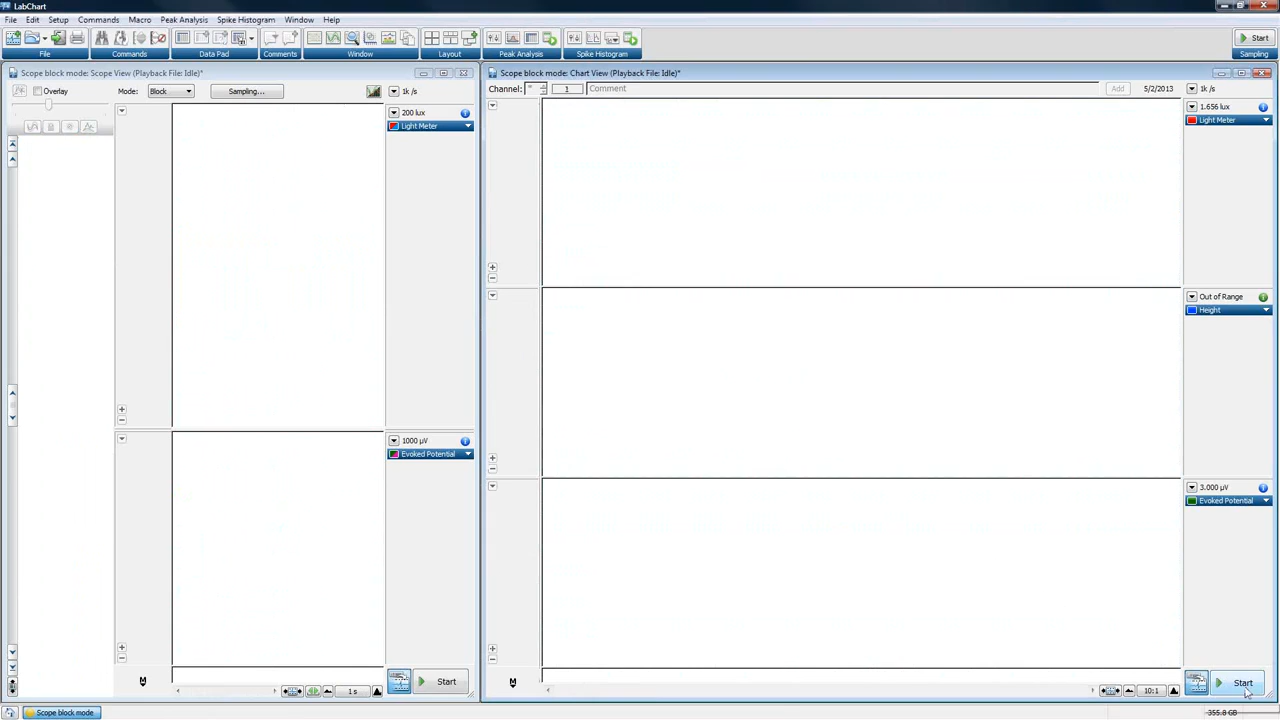 LabChart
File Edit Setup Commands Macro Peak Analysis Spike Histogram Window Help
Start
File Commands Data Pad Comments Window Layout Peak Analysis Spike Histogram Sampling
Scope block mode: Scope View (Playback File: Idle)*
Overlay Mode: Block Sampling... 1k /s
200 lux
Light Meter
1000 µV
Evoked Potential
1 s Start
Scope block mode: Chart View (Playback File: Idle)*
Channel: 1 Comment Add 5/2/2013 1k /s
1.656 lux
Light Meter
Out of Range
Height
3.000 µV
Evoked Potential
10:1 Start
Scope block mode 355.8 GB